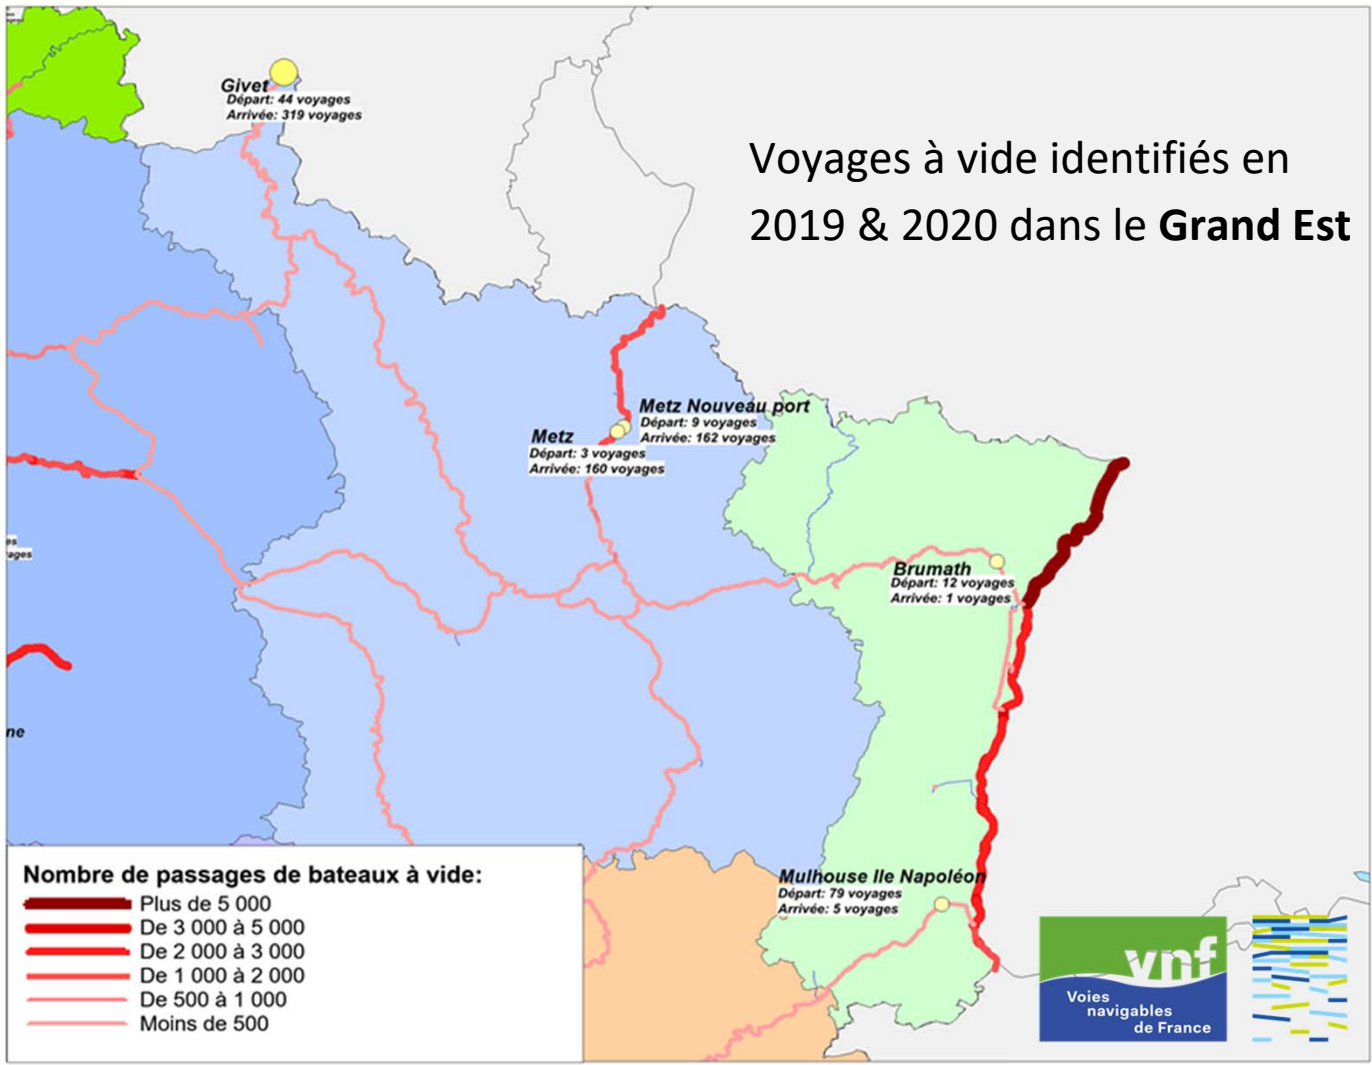 Givet
Départ: 44 voyages
Arrivée: 319 voyages
Voyages à vide identifiés en
2019 & 2020 dans le Grand Est
Metz Nouveau port
Départ: 9 voyages
Arrivée: 162 voyages
Metz
Départ: 3 voyages
Arrivée: 160 voyages
Brumath
Départ: 12 voyages
Arrivée: 1 voyages
ne
Mulhouse Ile Napoléon
Départ: 79 voyages
Arrivée: 5 voyages
Nombre de passages de bateaux à vide:
Plus de 5 000
De 3 000 à 5 000
De 2 000 à 3 000
De 1 000 à 2 000
De 500 à 1 000
Moins de 500
vnf
Voies
navigables
de France